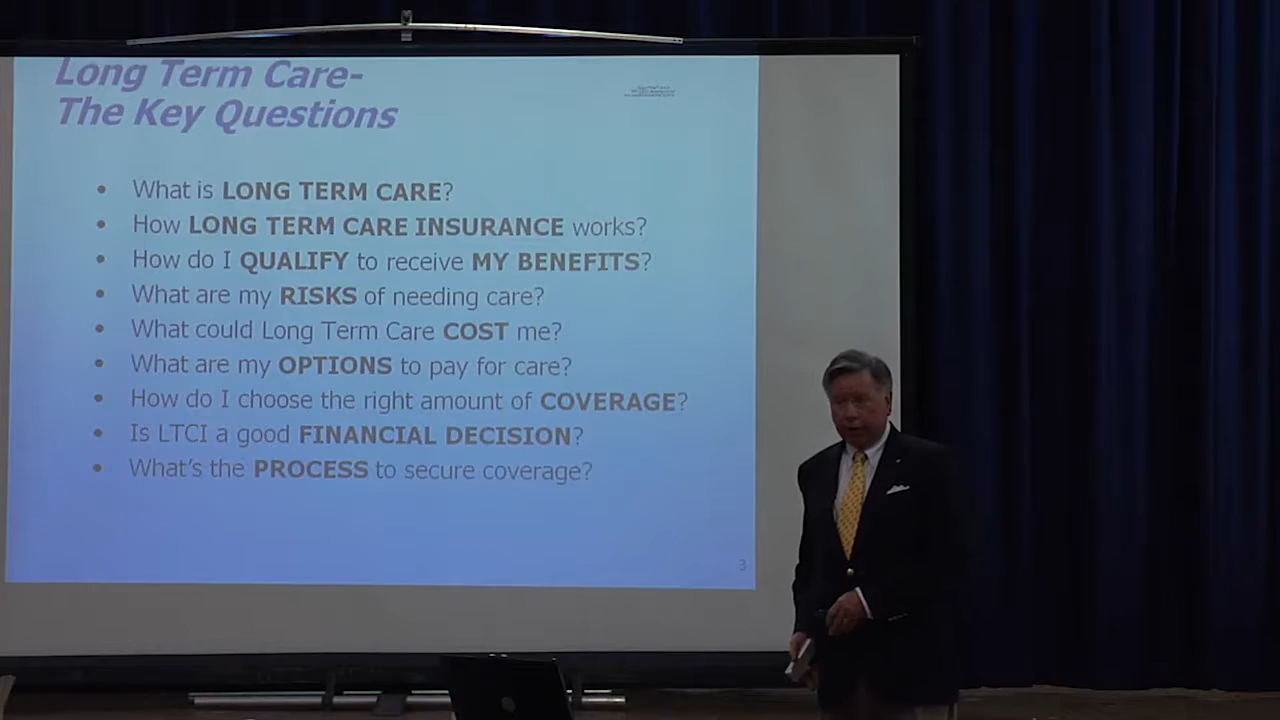 Long Term Care-
The Key Questions
• What is LONG TERM CARE?
• How LONG TERM CARE INSURANCE works?
• How do I QUALIFY to receive MY BENEFITS?
• What are my RISKS of needing care?
• What could Long Term Care COST me?
• What are my OPTIONS to pay for care?
• How do I choose the right amount of COVERAGE?
• Is LTCI a good FINANCIAL DECISION?
• What's the PROCESS to secure coverage?
3